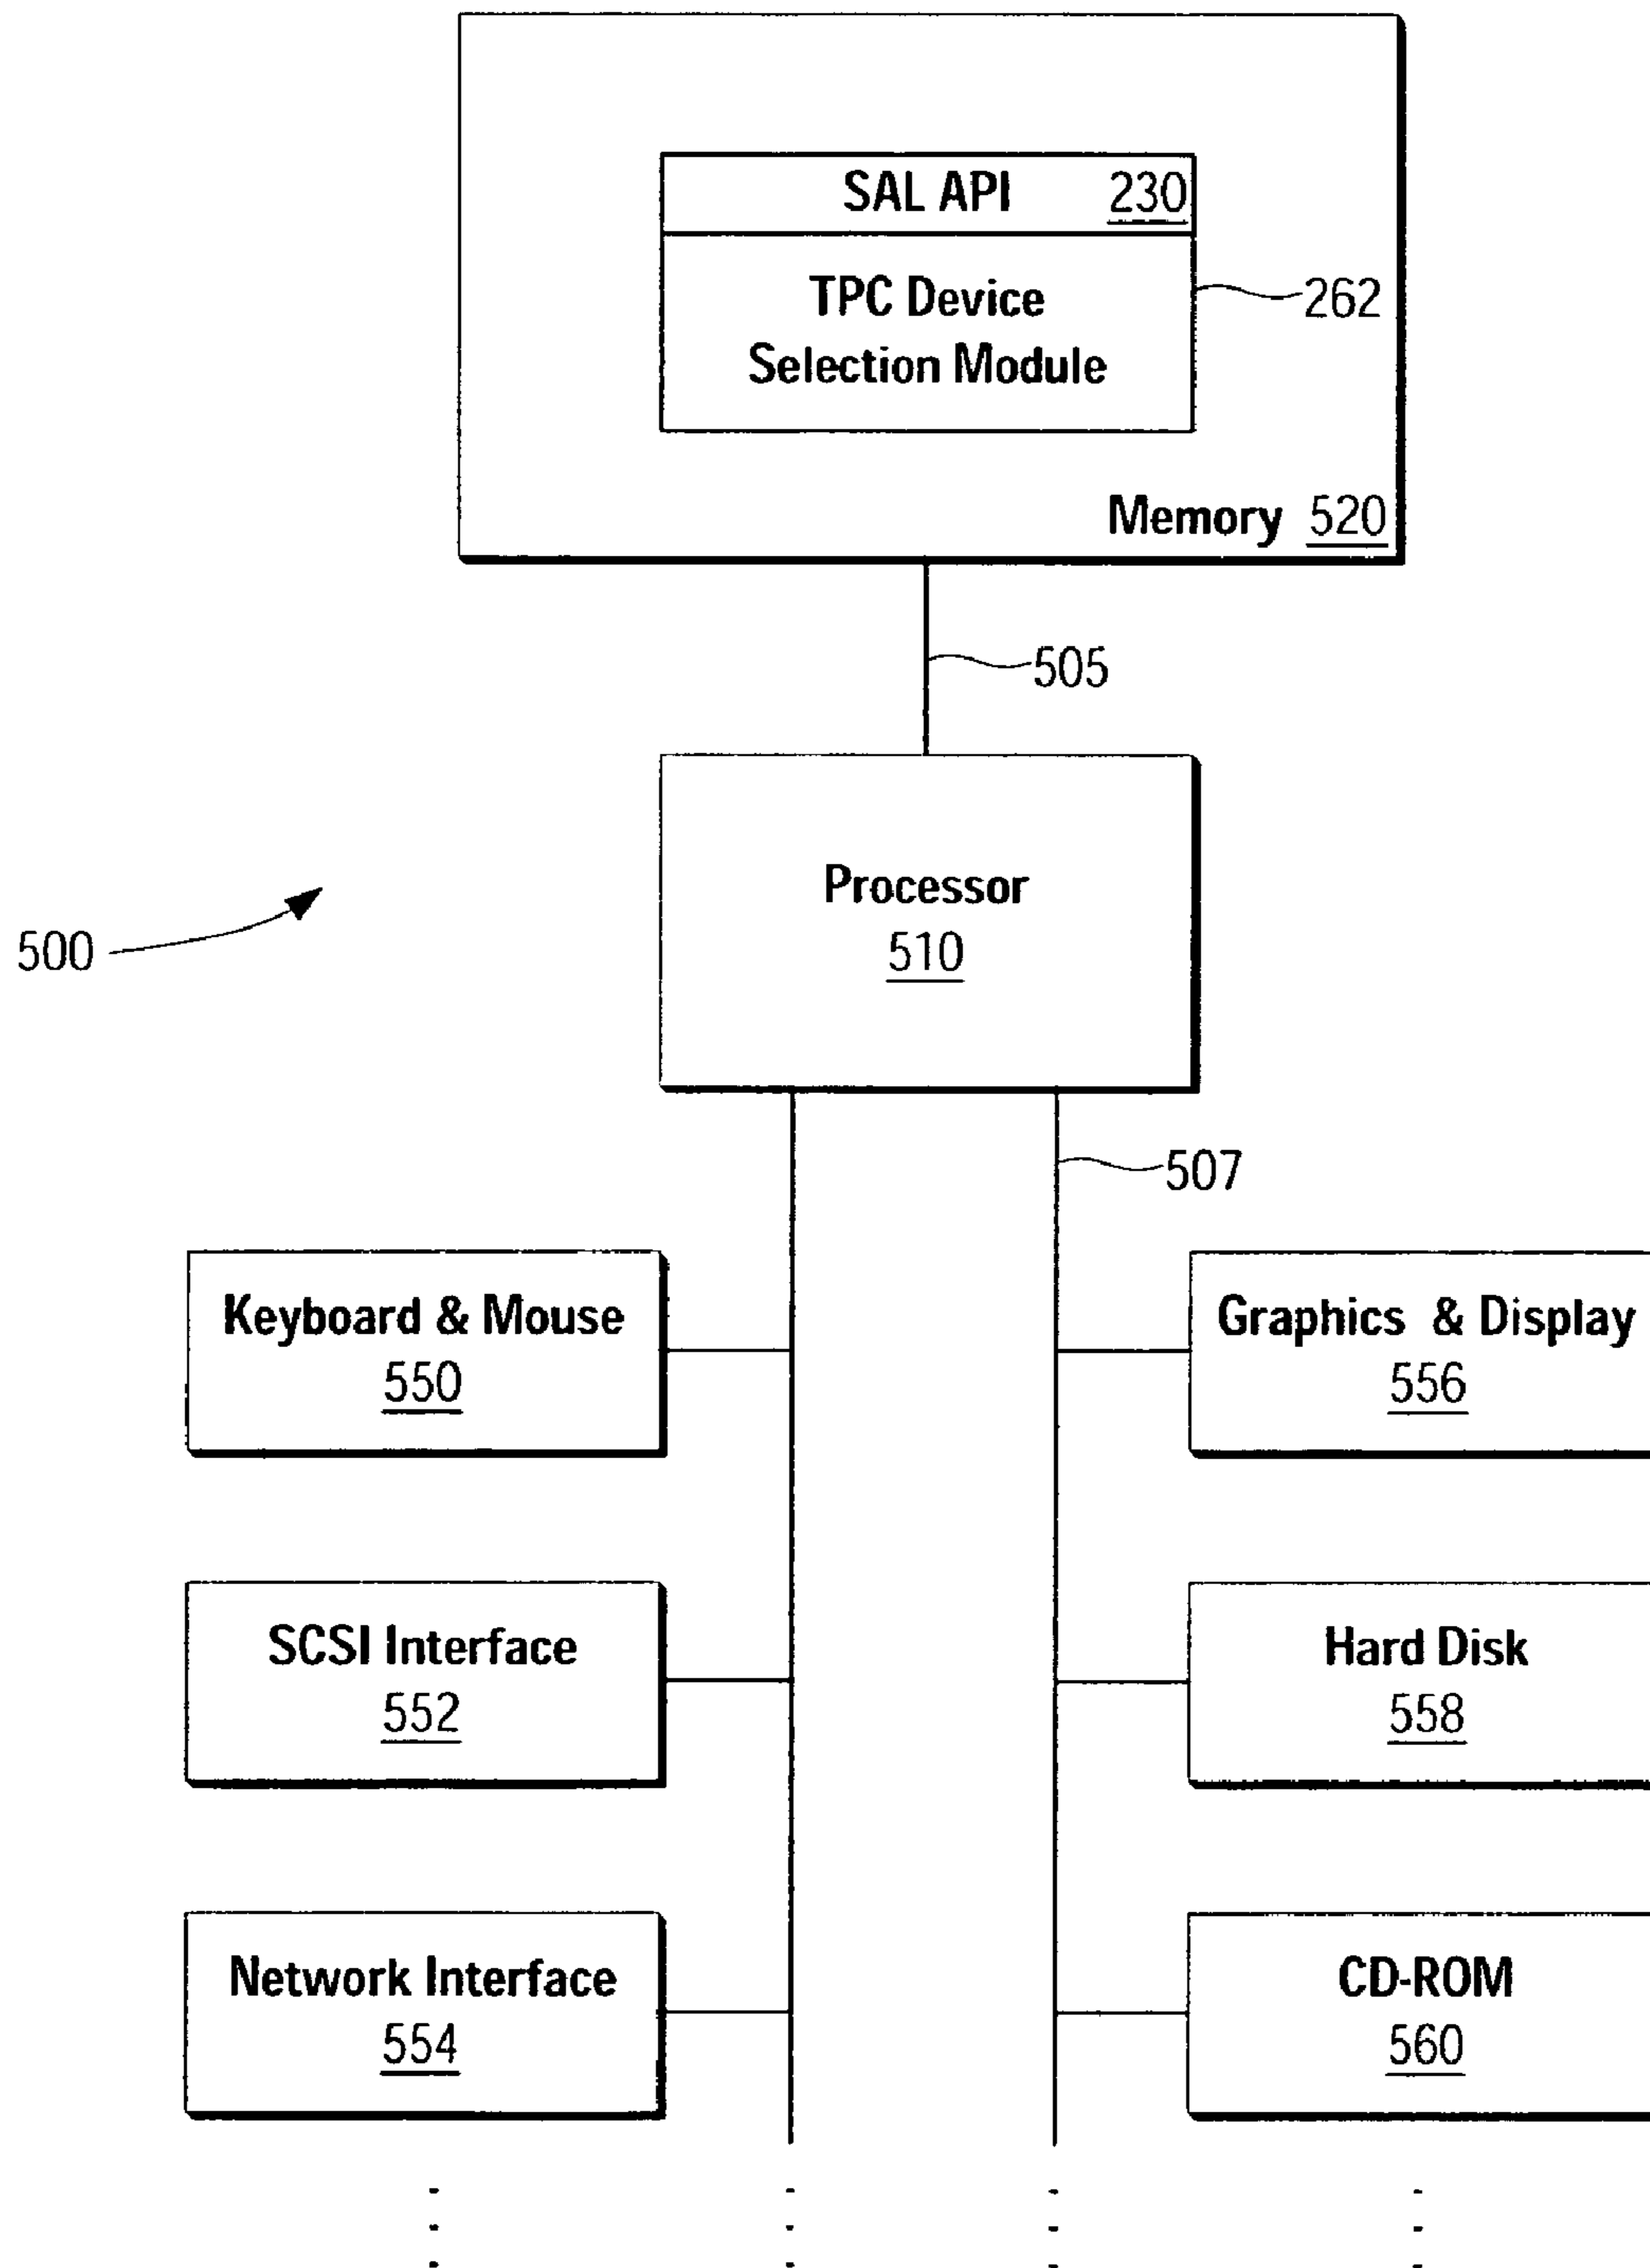 SAL API 230
TPC Device
Selection Module
262
Memory 520
505
Processor
510
500
507
Keyboard & Mouse
550
Graphics & Display
556
SCSI Interface
552
Hard Disk
558
Network Interface
554
CD-ROM
560